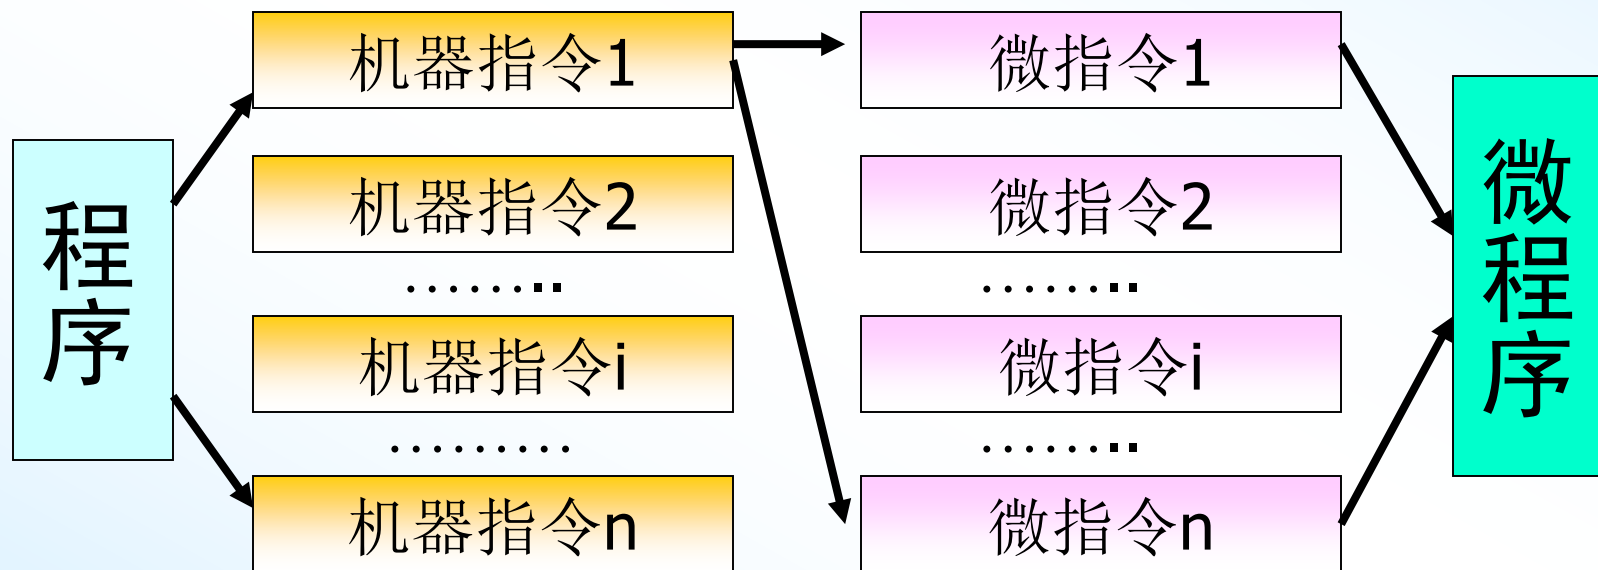 程序
机器指令1
机器指令2
……..
机器指令i
………
机器指令n
微指令1
微指令2
……..
微指令i
……..
微指令n
微程序